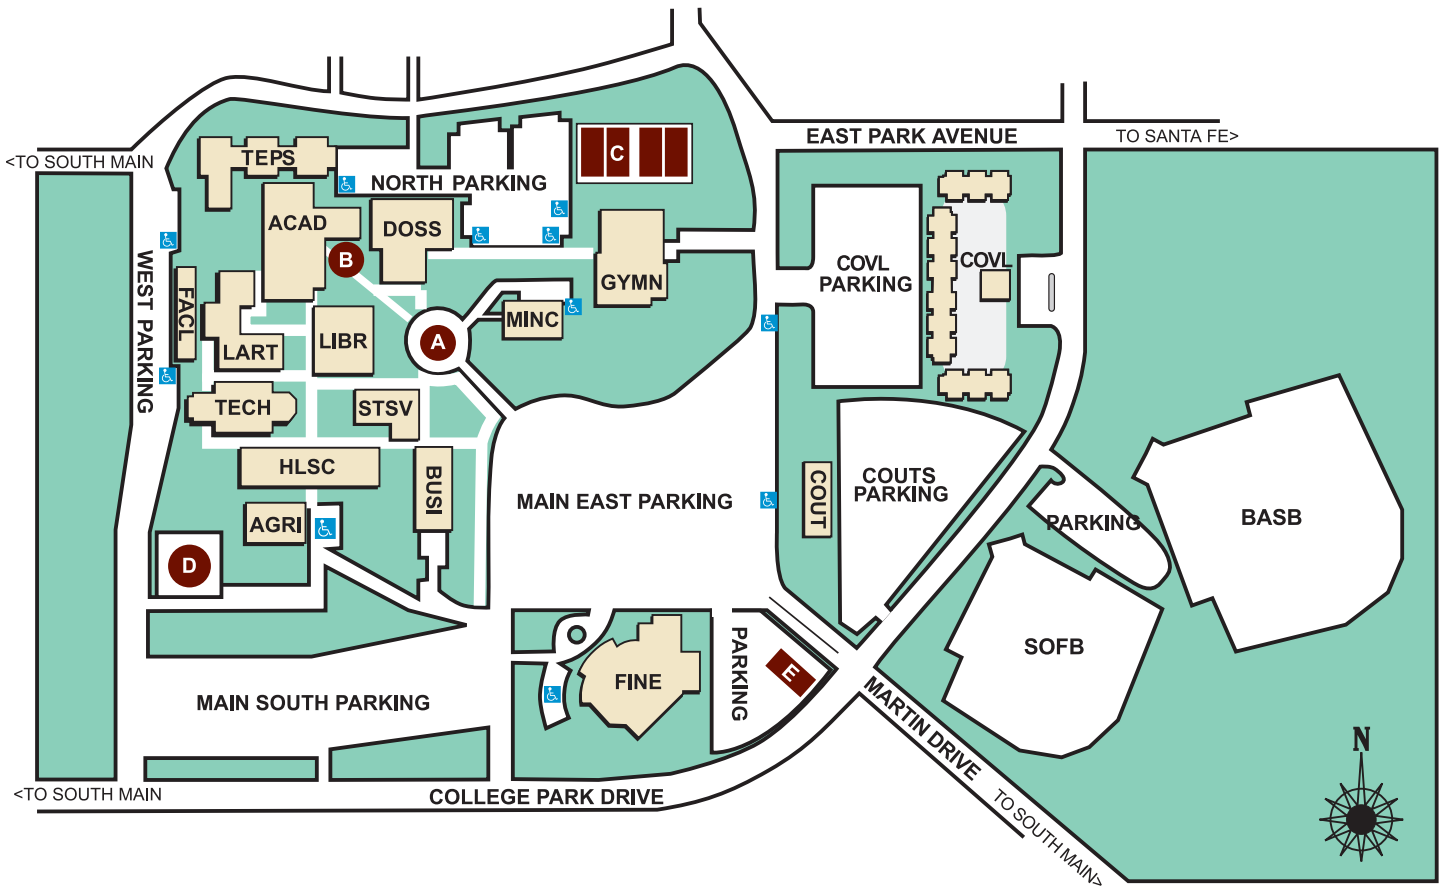 EAST PARK AVENUE
TO SANTA FE>
<TO SOUTH MAIN
TEPS
C
NORTH PARKING
ACAD
DOSS
B
GYMN
COVL
PARKING
COVL
WEST PARKING
FACL
LART
LIBR
A
MINC
TECH
STSV
HLSC
BUSI
AGRI
D
MAIN EAST PARKING
COUT
COUTS
PARKING
PARKING
BASB
SOFB
MAIN SOUTH PARKING
FINE
PARKING
E
MARTIN DRIVE
N
<TO SOUTH MAIN
COLLEGE PARK DRIVE
TO SOUTH MAIN>